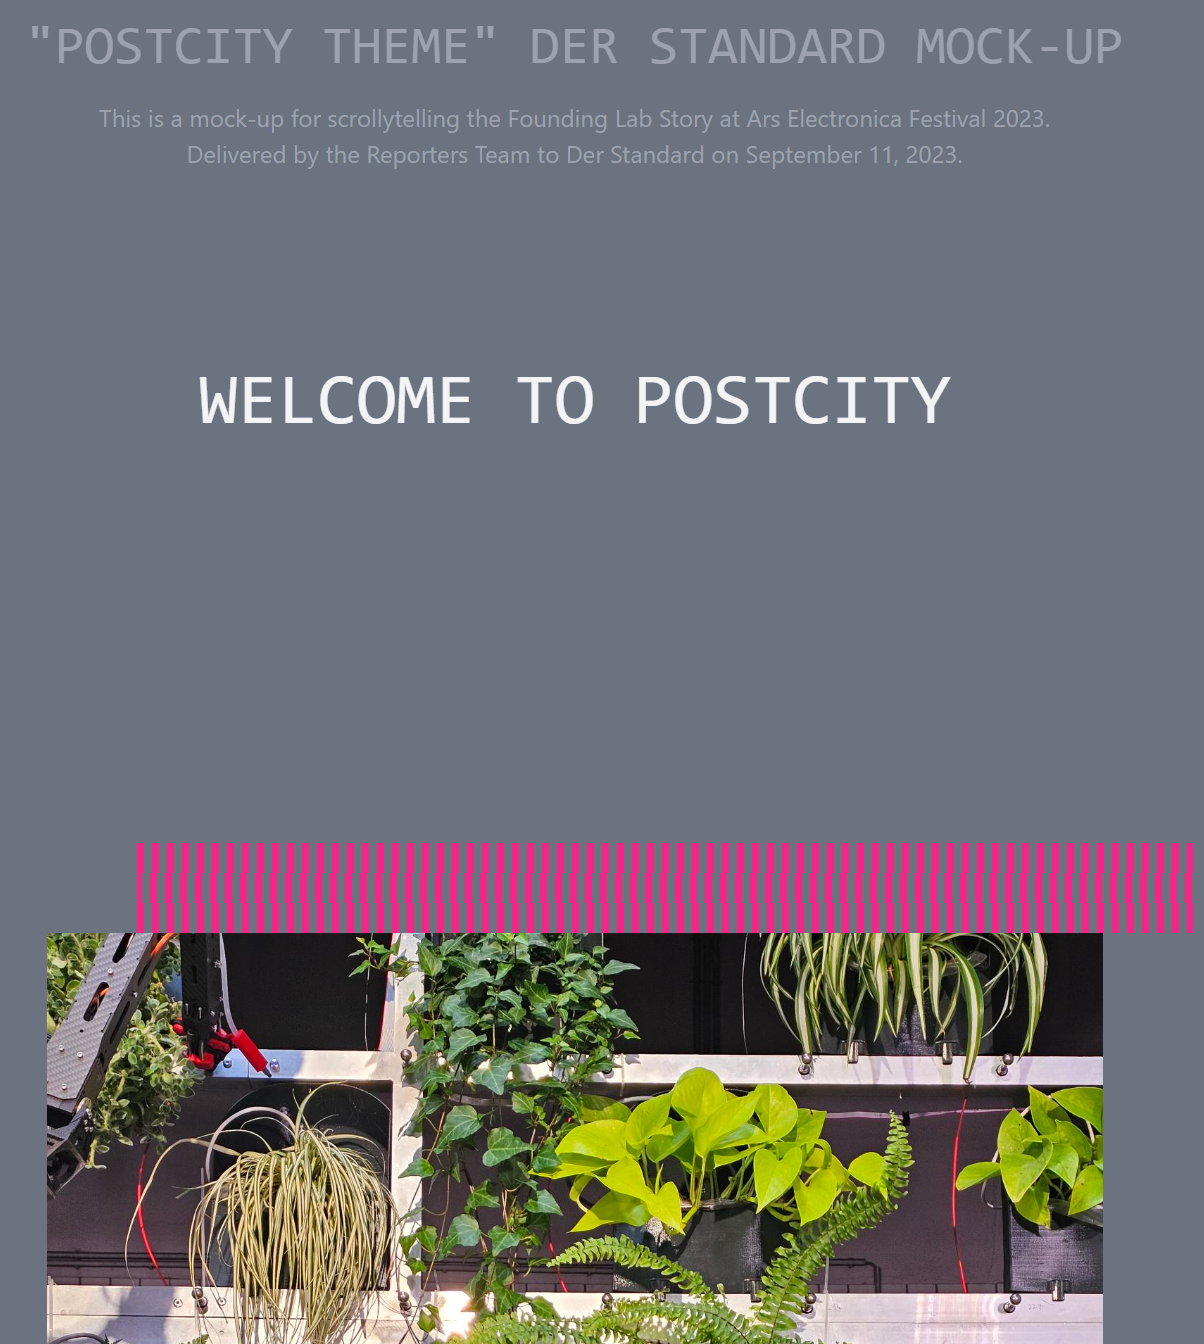 "POSTCITY THEME" DER STANDARD MOCK-UP
This is a mock-up for scrollytelling the Founding Lab Story at Ars Electronica Festival 2023.
Delivered by the Reporters Team to Der Standard on September 11, 2023.
WELCOME TO POSTCITY